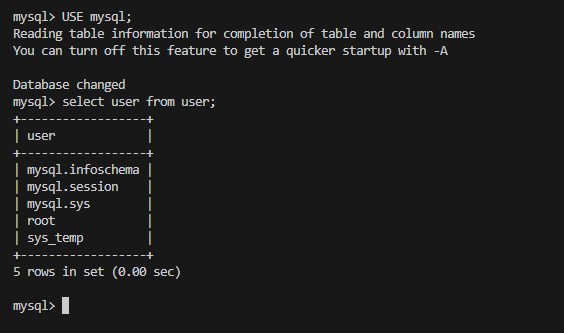 mysql> USE mysql;
Reading table information for completion of table and column names
You can turn off this feature to get a quicker startup with -A
Database changed
mysql> select user from user;
+------------------+
| user             |
+------------------+
| mysql.infoschema |
| mysql.session    |
| mysql.sys        |
| root             |
| sys_temp         |
+------------------+
5 rows in set (0.00 sec)
mysql>